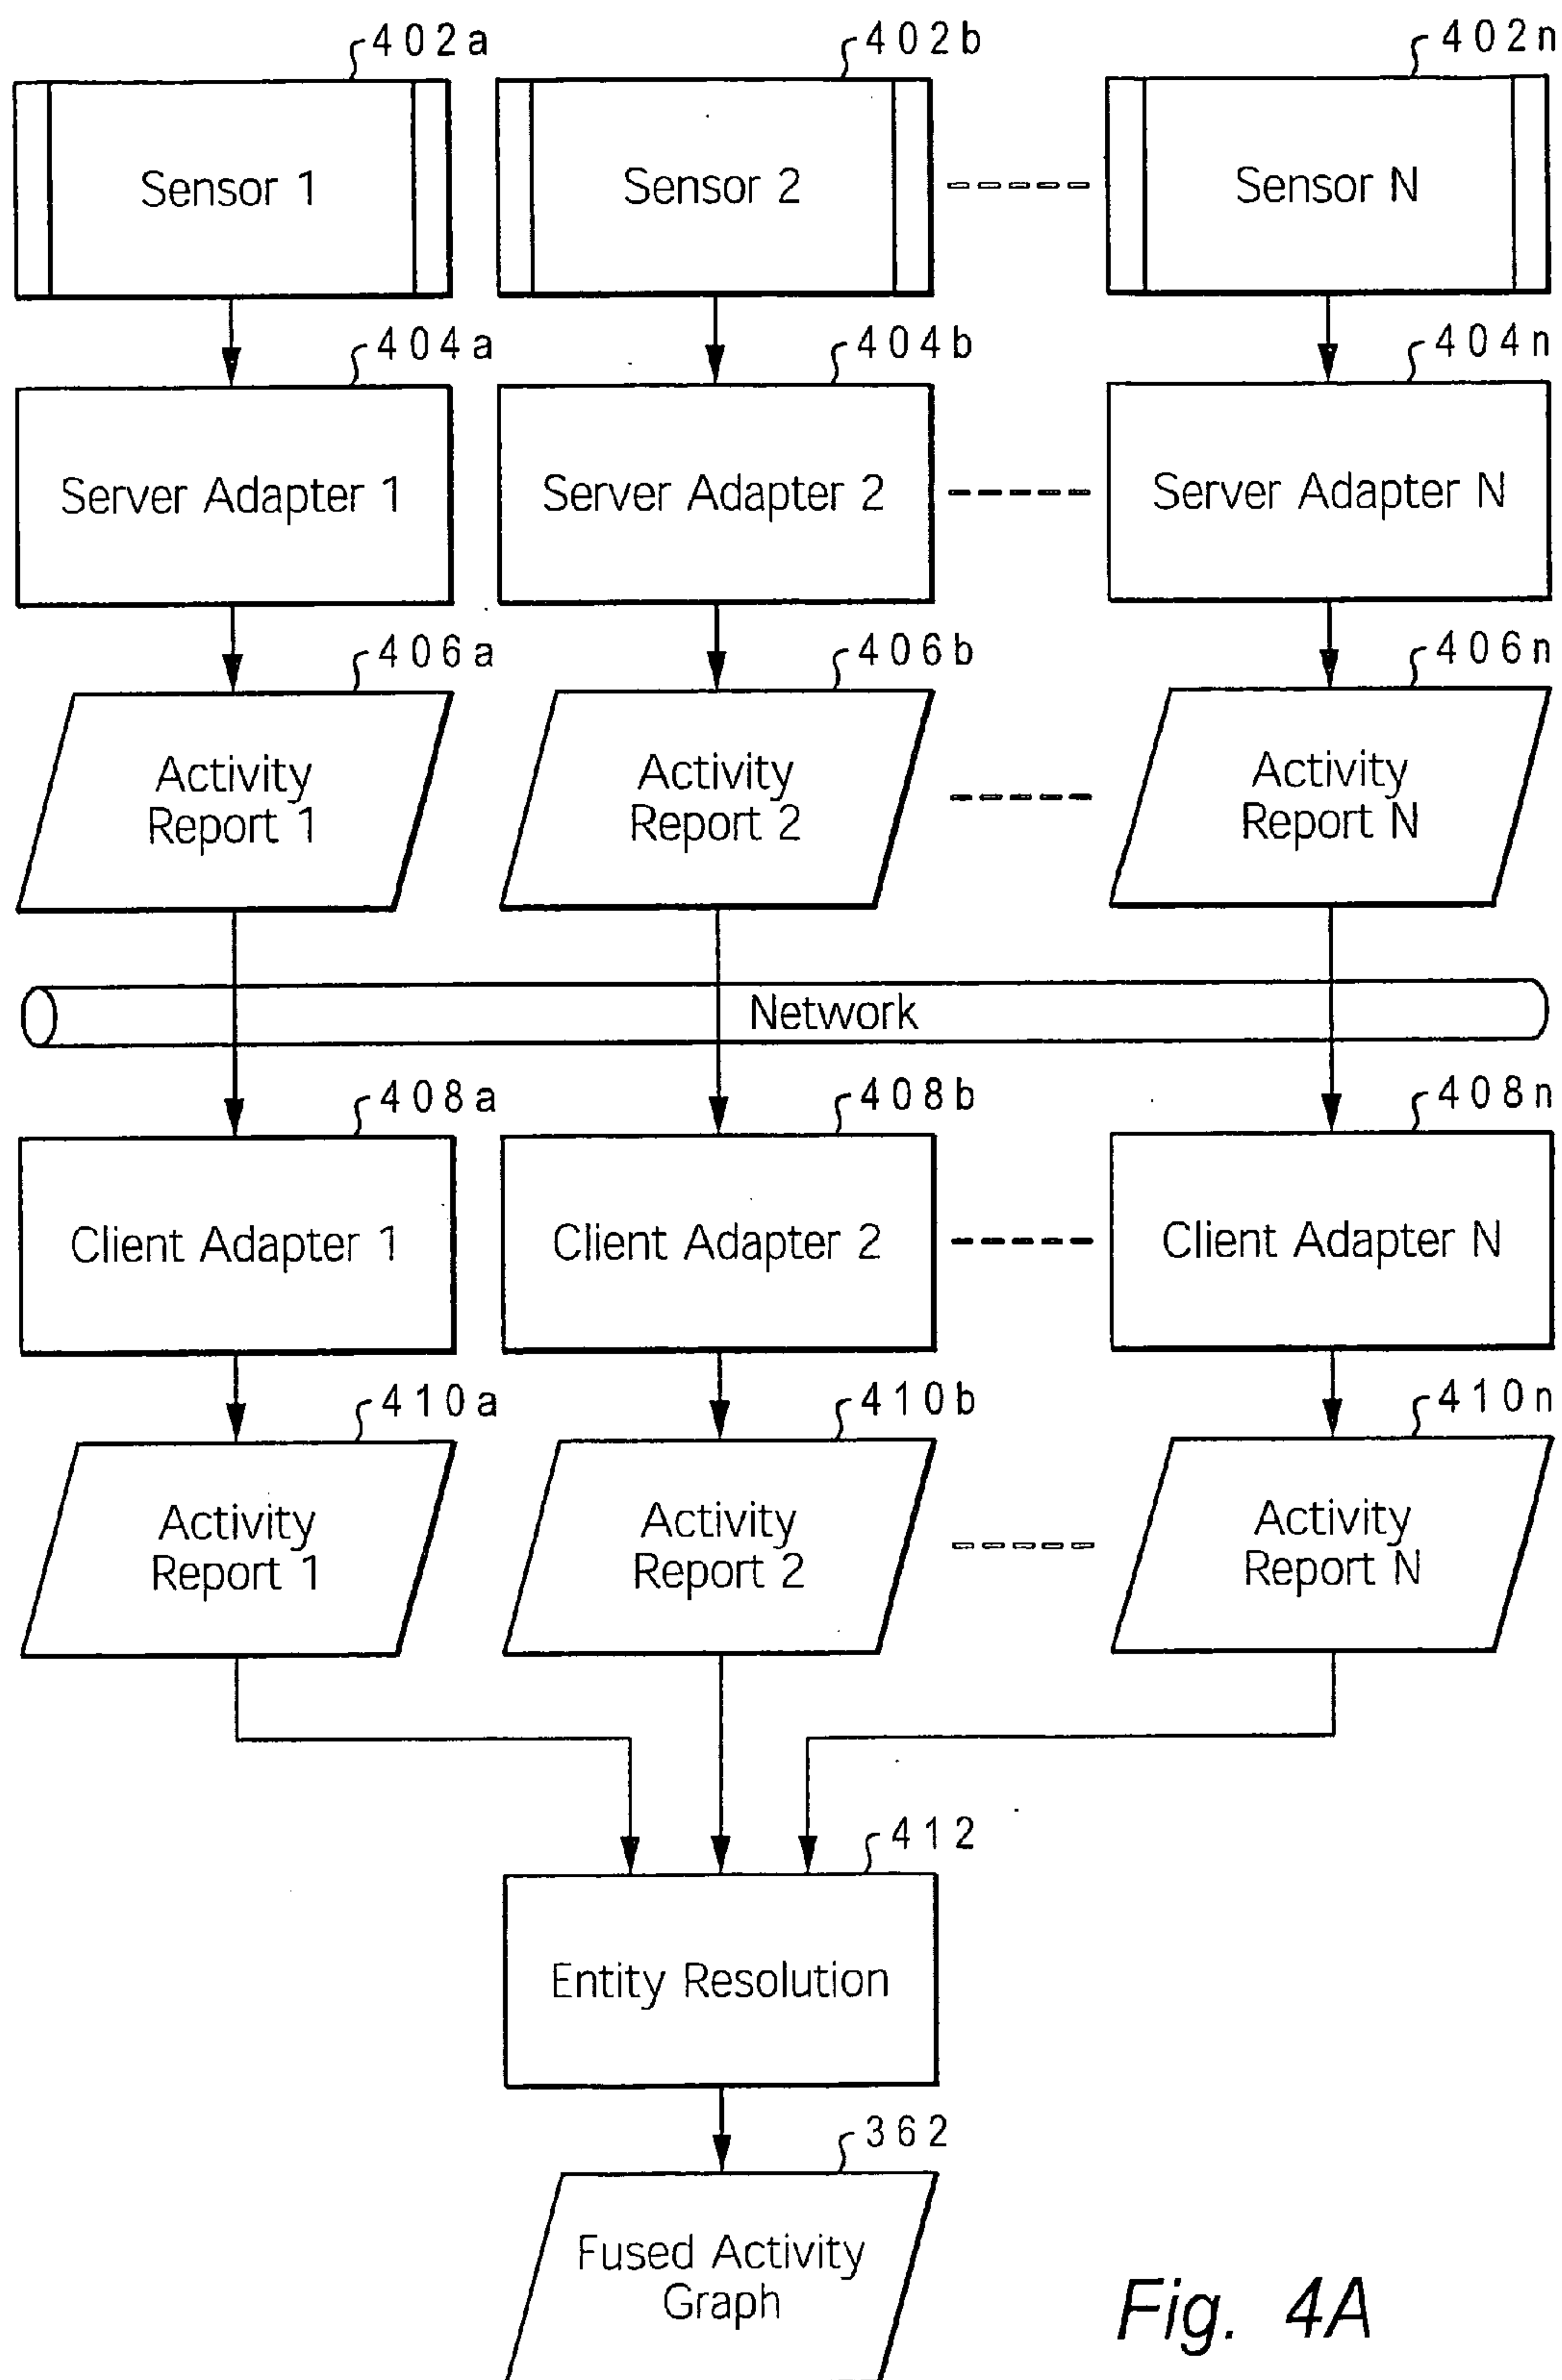 402a
402b
402n
Sensor 1
Sensor 2
Sensor N
404a
404b
404n
Server Adapter 1
Server Adapter 2
Server Adapter N
406a
406b
406n
Activity
Report 1
Activity
Report 2
Activity
Report N
Network
408a
408b
408n
Client Adapter 1
Client Adapter 2
Client Adapter N
410a
410b
410n
Activity
Report 1
Activity
Report 2
Activity
Report N
412
Entity Resolution
362
Fused Activity
Graph
Fig. 4A